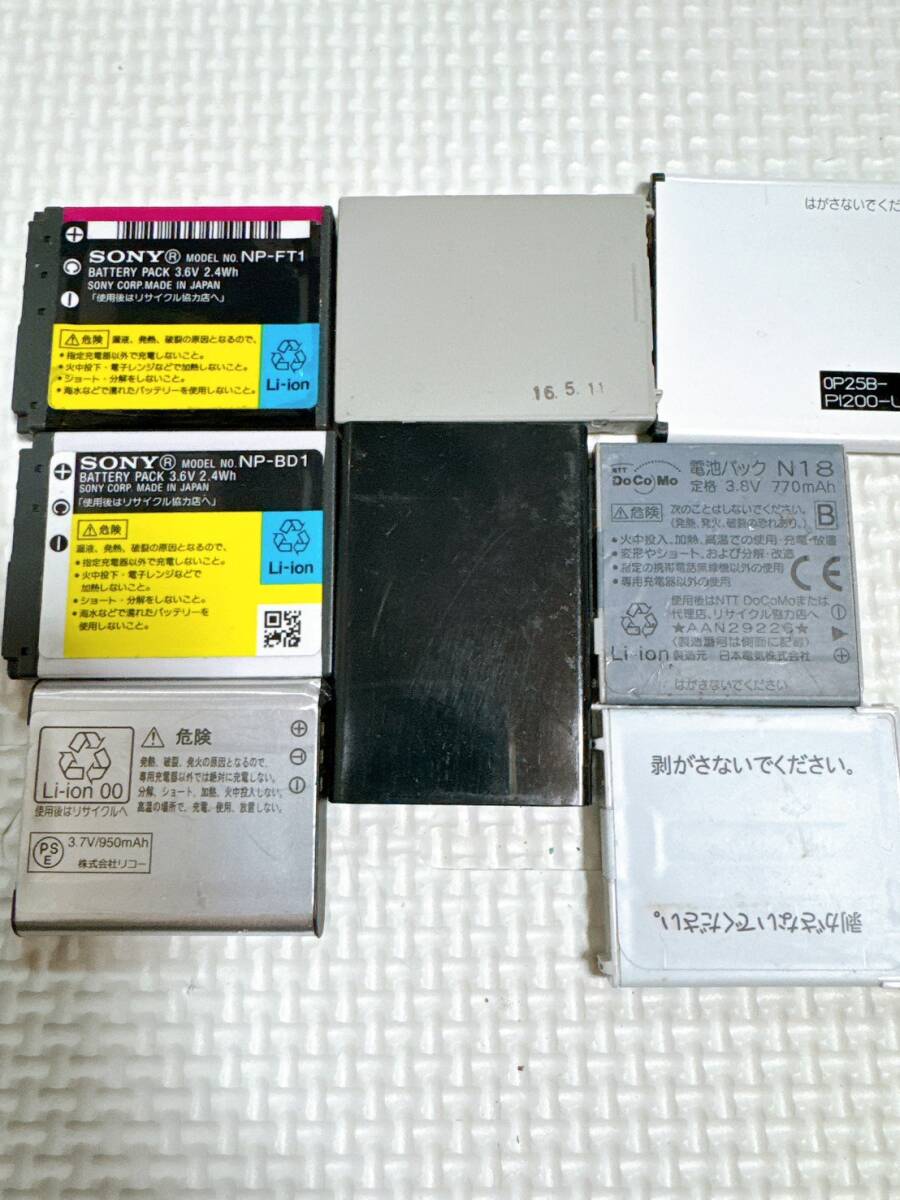 SONY® MODEL NO. NP-FT1
BATTERY PACK 3.6V 2.4Wh
SONY CORP. MADE IN JAPAN
「使用後はリサイクル協力店へ」
⚠危険 漏液、発熱、破裂の原因となるので、
•指定充電器以外で充電しないこと。
•火中投下・電子レンジなどで加熱しないこと。
•ショート・分解をしないこと。
•海水などで濡れたバッテリーを使用しないこと。
Li-ion
16.5.11
はがさないでくだ
0P25B-
P1200-U
SONY® MODEL NO. NP-BD1
BATTERY PACK 3.6V 2.4Wh
SONY CORP. MADE IN JAPAN
「使用後はリサイクル協力店へ」
⚠危険
漏液、発熱、破裂の原因となるので、
•指定充電器以外で充電しないこと。
•火中投下・電子レンジなどで
加熱しないこと。
•ショート・分解をしないこと。
•海水などで濡れたバッテリーを
使用しないこと。
Li-ion
NTT DoCoMo 電池パック N18
定格 3.8V 770mAh
⚠危険 次のことはしないでください。
(発熱、発火、破裂の恐れあり。) B
•火中投入、加熱、高温での使用・充電・放置
•変形やショート、および分解・改造
•指定の携帯電話無線機以外の使用
•専用充電器以外の使用 CE
使用後はNTT DoCoMoまたは
代理店、リサイクル協力店へ
★AAN29226★
〈製造番号は側面に記載〉
Li-ion 製造元 日本電気株式会社
はがさないでください
⚠ 危険
発熱、破裂、発火の原因となるので、
専用充電器以外では絶対に充電しない。
分解、ショート、加熱、火中投入しない。
高温の場所で、充電、使用、放置しない。
Li-ion 00
使用後はリサイクルへ
PSE 3.7V/950mAh
株式会社リコー
剥がさないでください。
剥がさないでください。